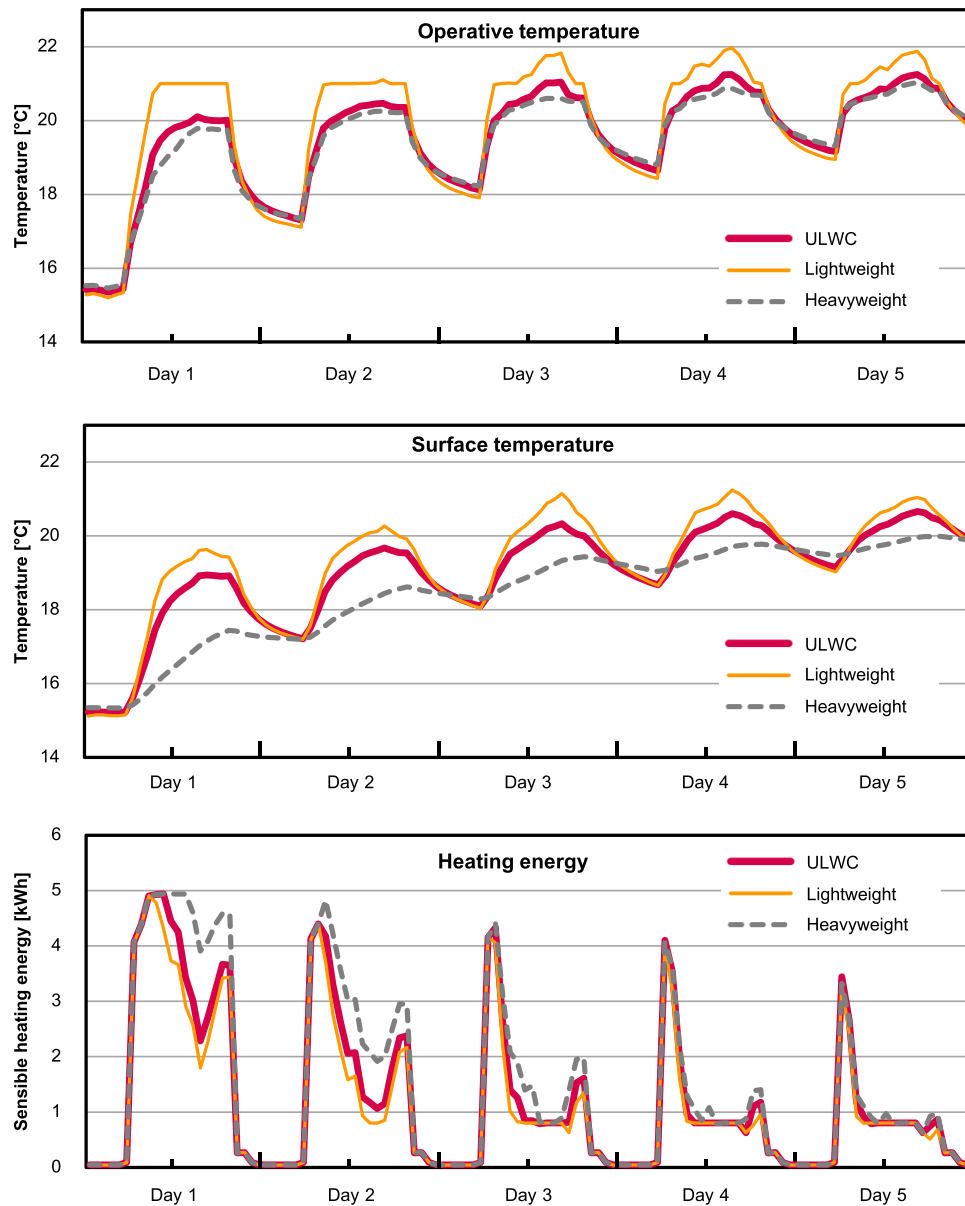 Operative temperature
Temperature [°C]
22
20
18
16
14
ULWC
Lightweight
Heavyweight
Day 1 Day 2 Day 3 Day 4 Day 5
Surface temperature
Temperature [°C]
22
20
18
16
14
ULWC
Lightweight
Heavyweight
Day 1 Day 2 Day 3 Day 4 Day 5
Heating energy
Sensible heating energy [kWh]
6
5
4
3
2
1
0
ULWC
Lightweight
Heavyweight
Day 1 Day 2 Day 3 Day 4 Day 5